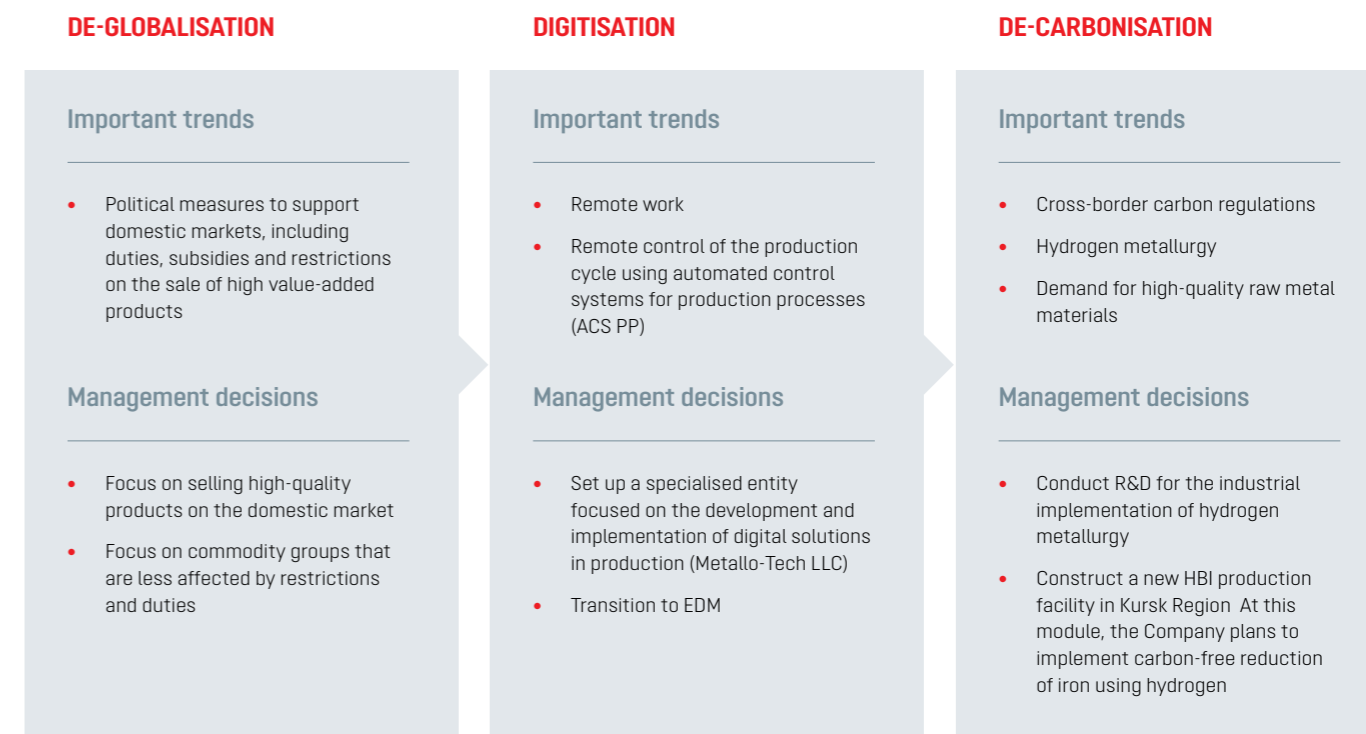 DE-GLOBALISATION
Important trends
• Political measures to support
domestic markets, including
duties, subsidies and restrictions
on the sale of high value-added
products
Management decisions
• Focus on selling high-quality
products on the domestic market
• Focus on commodity groups that
are less affected by restrictions
and duties
DIGITISATION
Important trends
• Remote work
• Remote control of the production
cycle using automated control
systems for production processes
(ACS PP)
Management decisions
• Set up a specialised entity
focused on the development and
implementation of digital solutions
in production (Metallo-Tech LLC)
• Transition to EDM
DE-CARBONISATION
Important trends
• Cross-border carbon regulations
• Hydrogen metallurgy
• Demand for high-quality raw metal
materials
Management decisions
• Conduct R&D for the industrial
implementation of hydrogen
metallurgy
• Construct a new HBI production
facility in Kursk Region At this
module, the Company plans to
implement carbon-free reduction
of iron using hydrogen